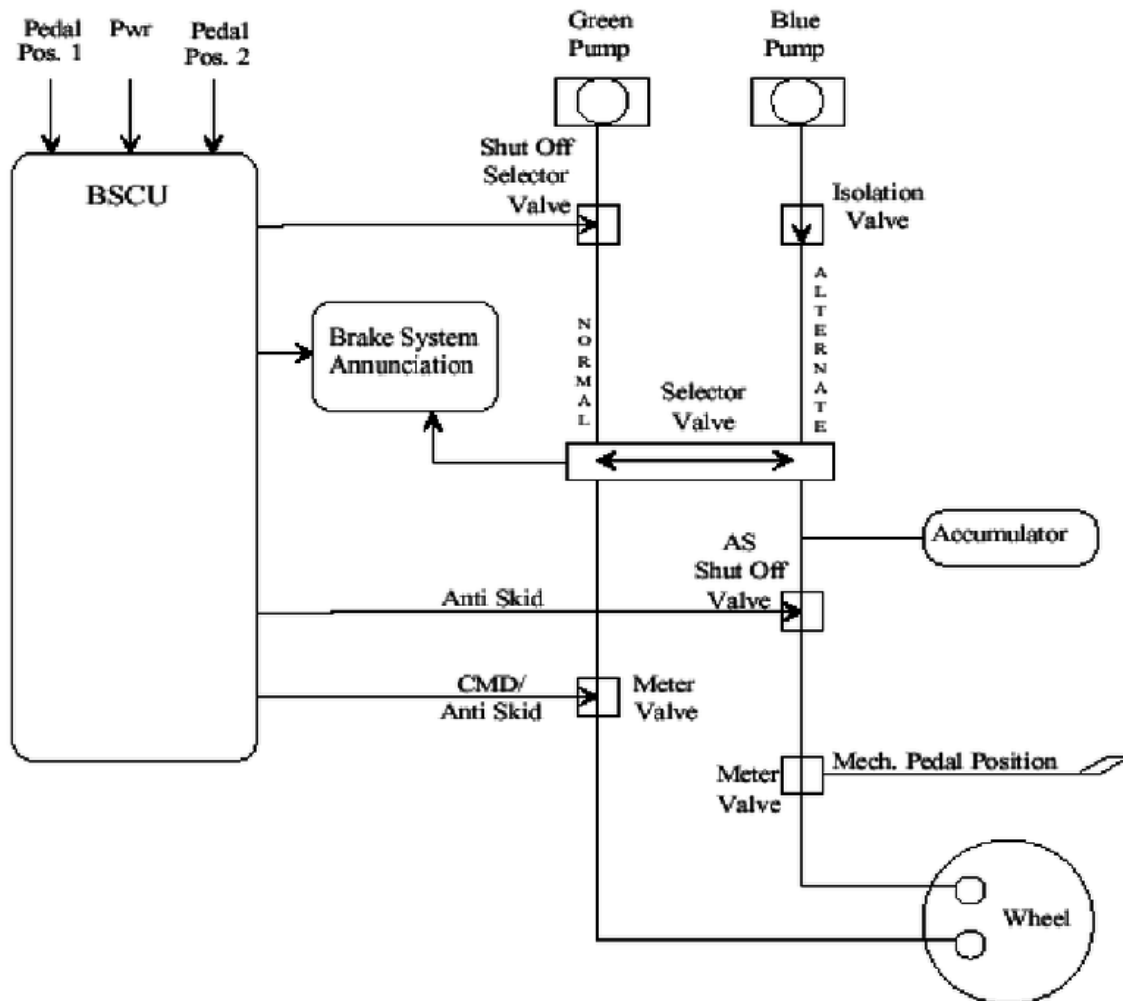 Pedal
Pos. 1
Pwr
Pedal
Pos. 2
Green
Pump
Blue
Pump
BSCU
Shut Off
Selector
Valve
Isolation
Valve
NORMAL
ALTERNATE
Brake System
Annunciation
Selector
Valve
Accumulator
AS
Shut Off
Valve
Anti Skid
CMD/
Anti Skid
Meter
Valve
Mech. Pedal Position
Meter
Valve
Wheel